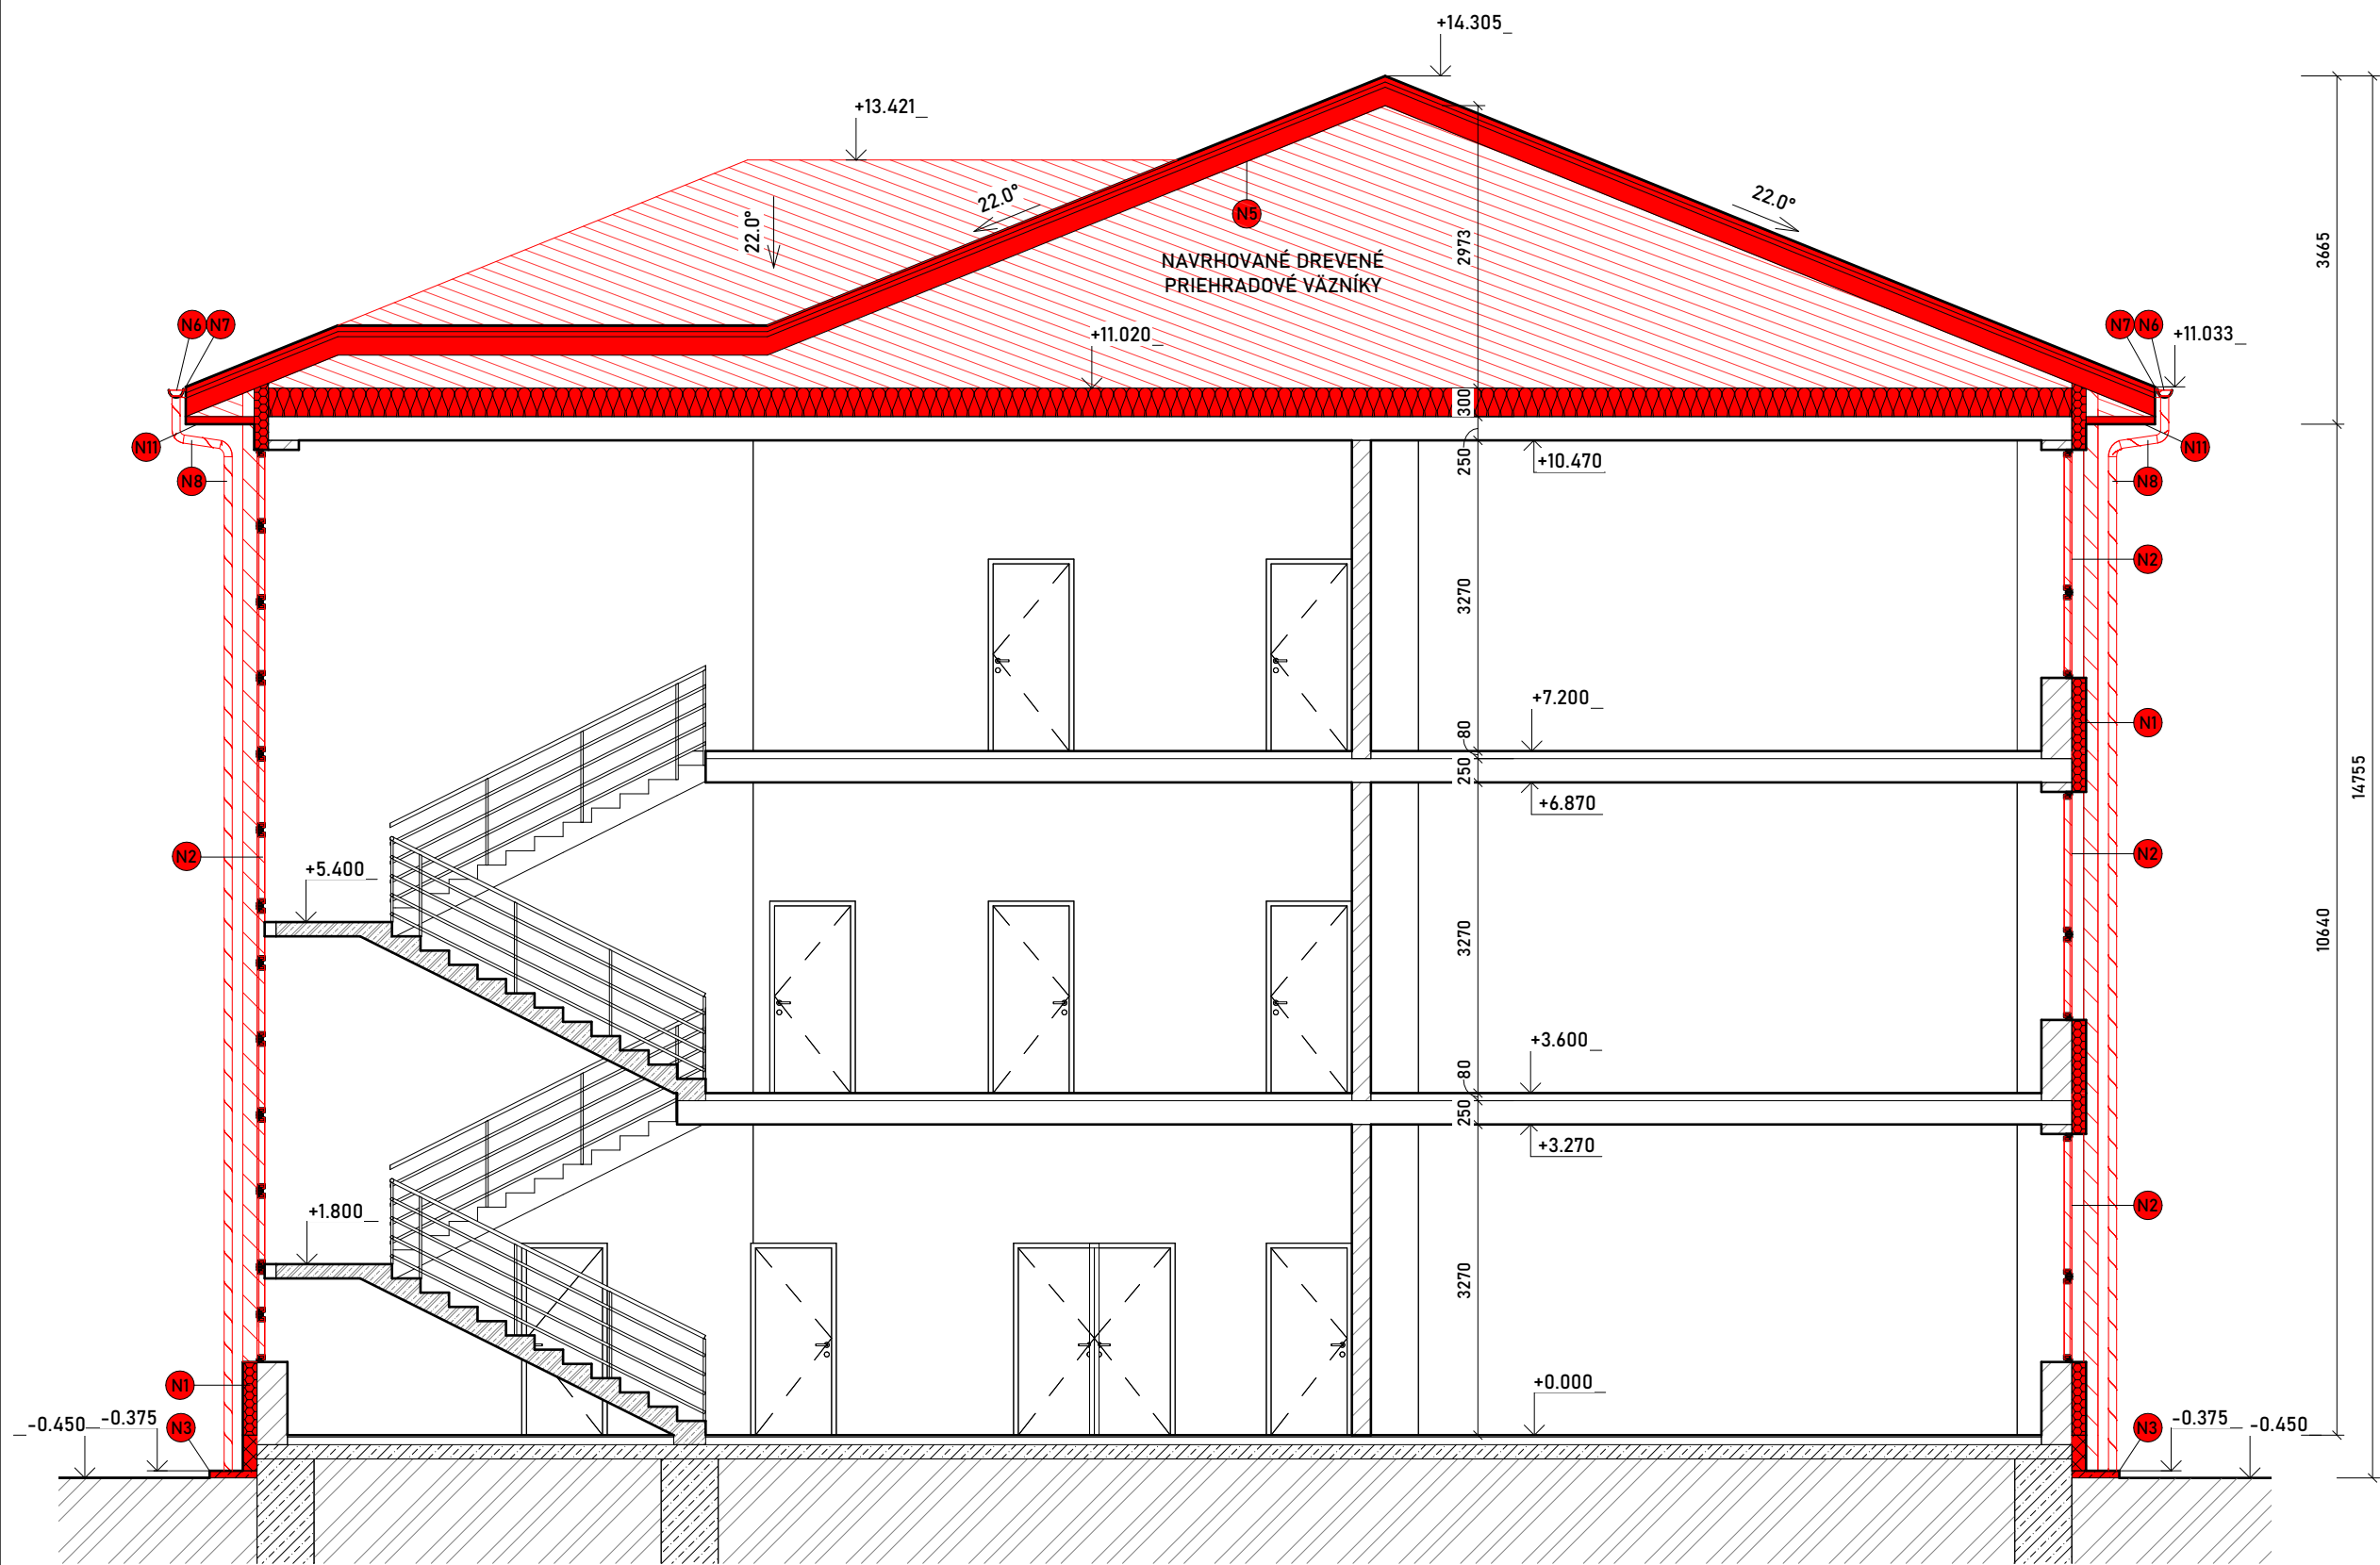 +14.305
+13.421
22.0°
22.0°
22.0°
N5
2973
3665
NAVRHOVANÉ DREVENÉ
PRIEHRADOVÉ VÄZNÍKY
N6 N7
N7 N6
+11.020
+11.033
300
N11
N11
250
+10.470
N8
N8
N2
3270
+7.200
80
N1
250
+6.870
14755
N2
N2
+5.400
3270
10640
+3.600
80
250
+3.270
+1.800
N2
3270
+0.000
N1
-0.450
-0.375
N3
N3
-0.375
-0.450